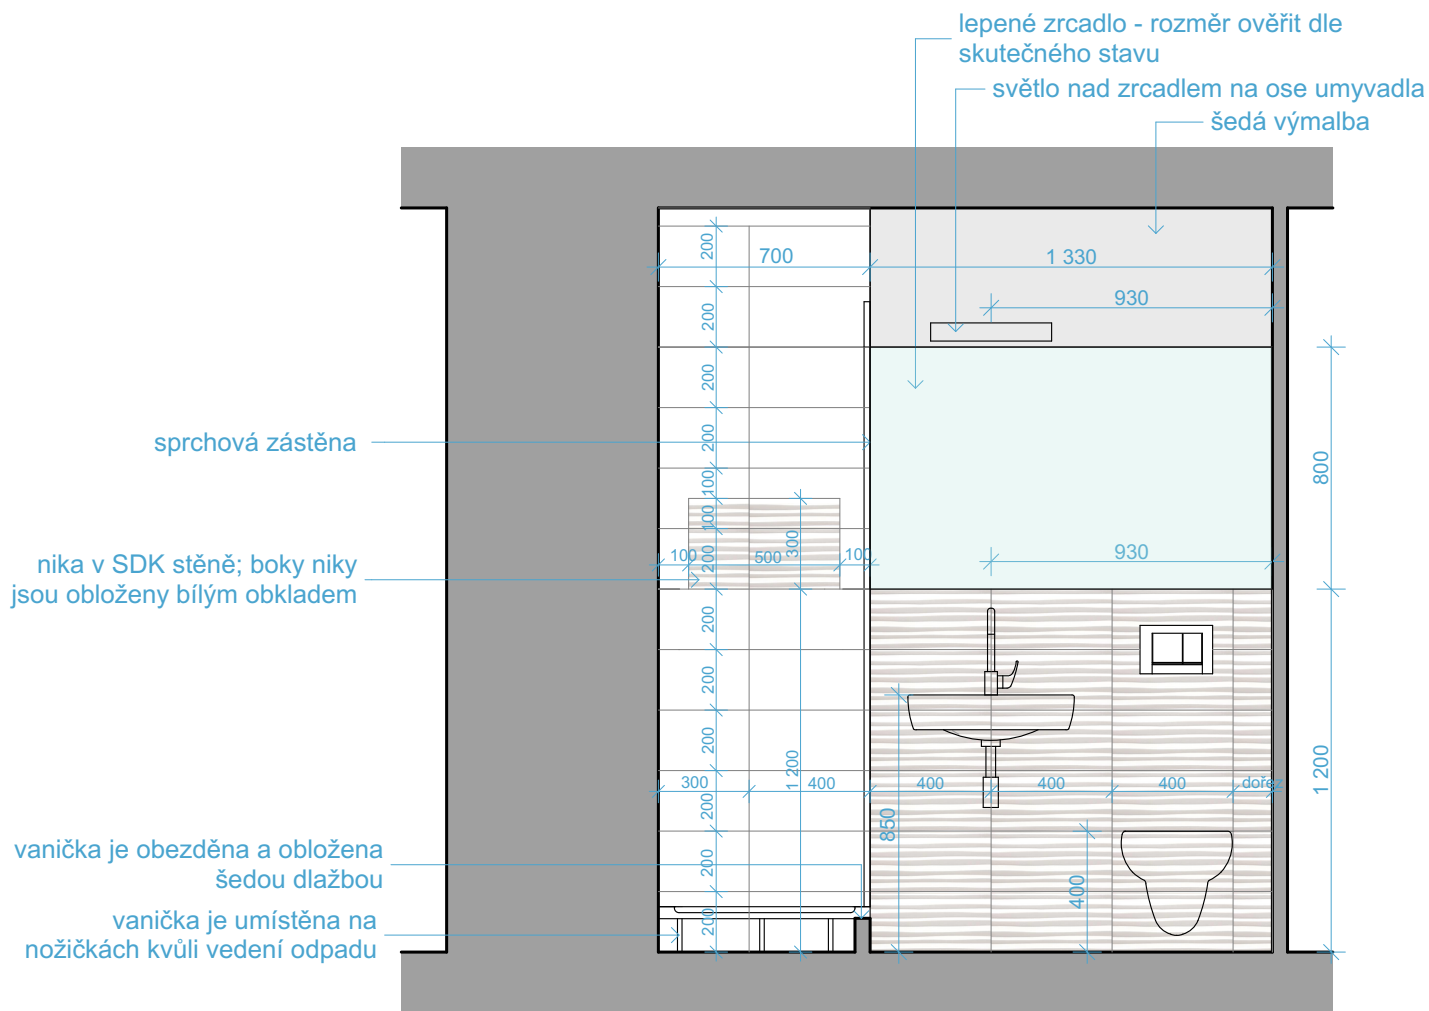 lepené zrcadlo - rozměr ověřit dle
skutečného stavu
světlo nad zrcadlem na ose umyvadla
šedá výmalba
200
700
1 330
930
200
200
800
sprchová zástěna
200
100
100
300
nika v SDK stěně; boky niky
jsou obloženy bílým obkladem
100
200
500
100
930
200
200
200
1 200
1 200
300
400
400
400
400
dořez
200
850
vanička je obezděna a obložena
šedou dlažbou
200
400
vanička je umístěna na
nožičkách kvůli vedení odpadu
200